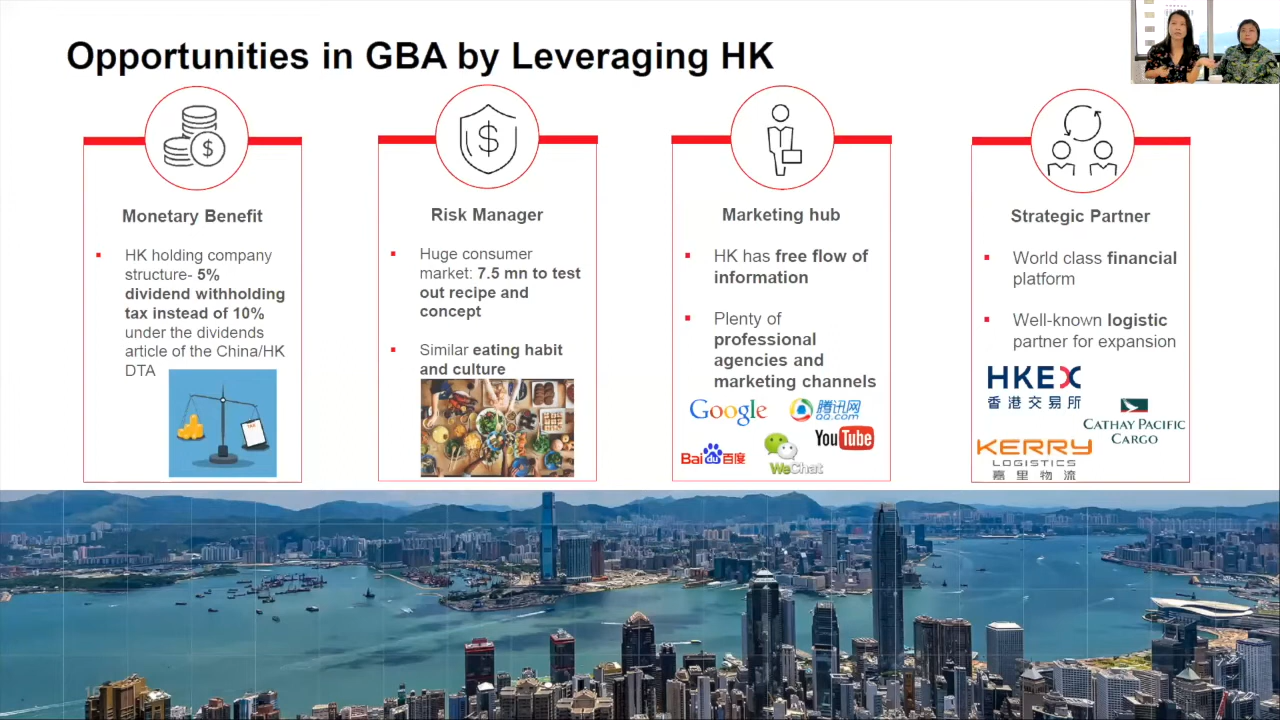 Opportunities in GBA by Leveraging HK
$
Monetary Benefit
▪ HK holding company
structure- 5%
dividend withholding
tax instead of 10%
under the dividends
article of the China/HK
DTA
$
Risk Manager
▪ Huge consumer
market: 7.5 mn to test
out recipe and
concept
▪ Similar eating habit
and culture
Marketing hub
▪ HK has free flow of
information
▪ Plenty of
professional
agencies and
marketing channels
Google
腾讯网
QQ.com
YouTube
Bai du 百度
WeChat
Strategic Partner
▪ World class financial
platform
▪ Well-known logistic
partner for expansion
HKEX
香港交易所
CATHAY PACIFIC
CARGO
KERRY
LOGISTICS
嘉里物流